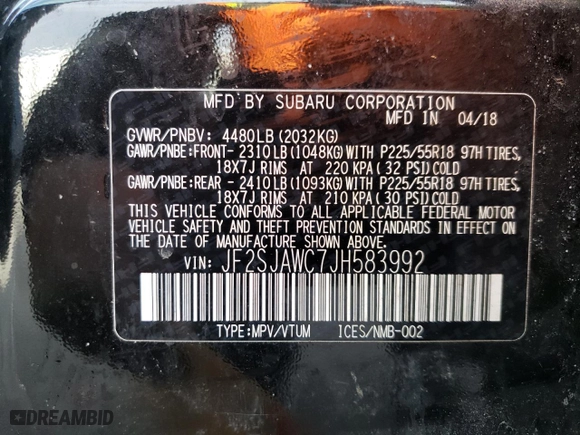 MFD BY SUBARU CORPORATION
MFD IN 04/18
GVWR/PNBV: 4480LB (2032KG)
GAWR/PNBE:FRONT- 2310LB(1048KG)WITH P225/55R18 97H TIRES,
18X7J RIMS AT 220 KPA ( 32 PSI)COLD
GAWR/PNBE:REAR - 2410LB(1093KG)WITH P225/55R18 97H TIRES,
18X7J RIMS AT 210 KPA ( 30 PSI)COLD
THIS VEHICLE CONFORMS TO ALL APPLICABLE FEDERAL MOTOR
VEHICLE SAFETY AND THEFT PREVENTION STANDARDS IN EFFECT
ON THE DATE OF MANUFACTURE SHOWN ABOVE.
VIN: JF2SJAWC7JH583992
TYPE:MPV/VTUM ICES/NMB-002
DREAMBID